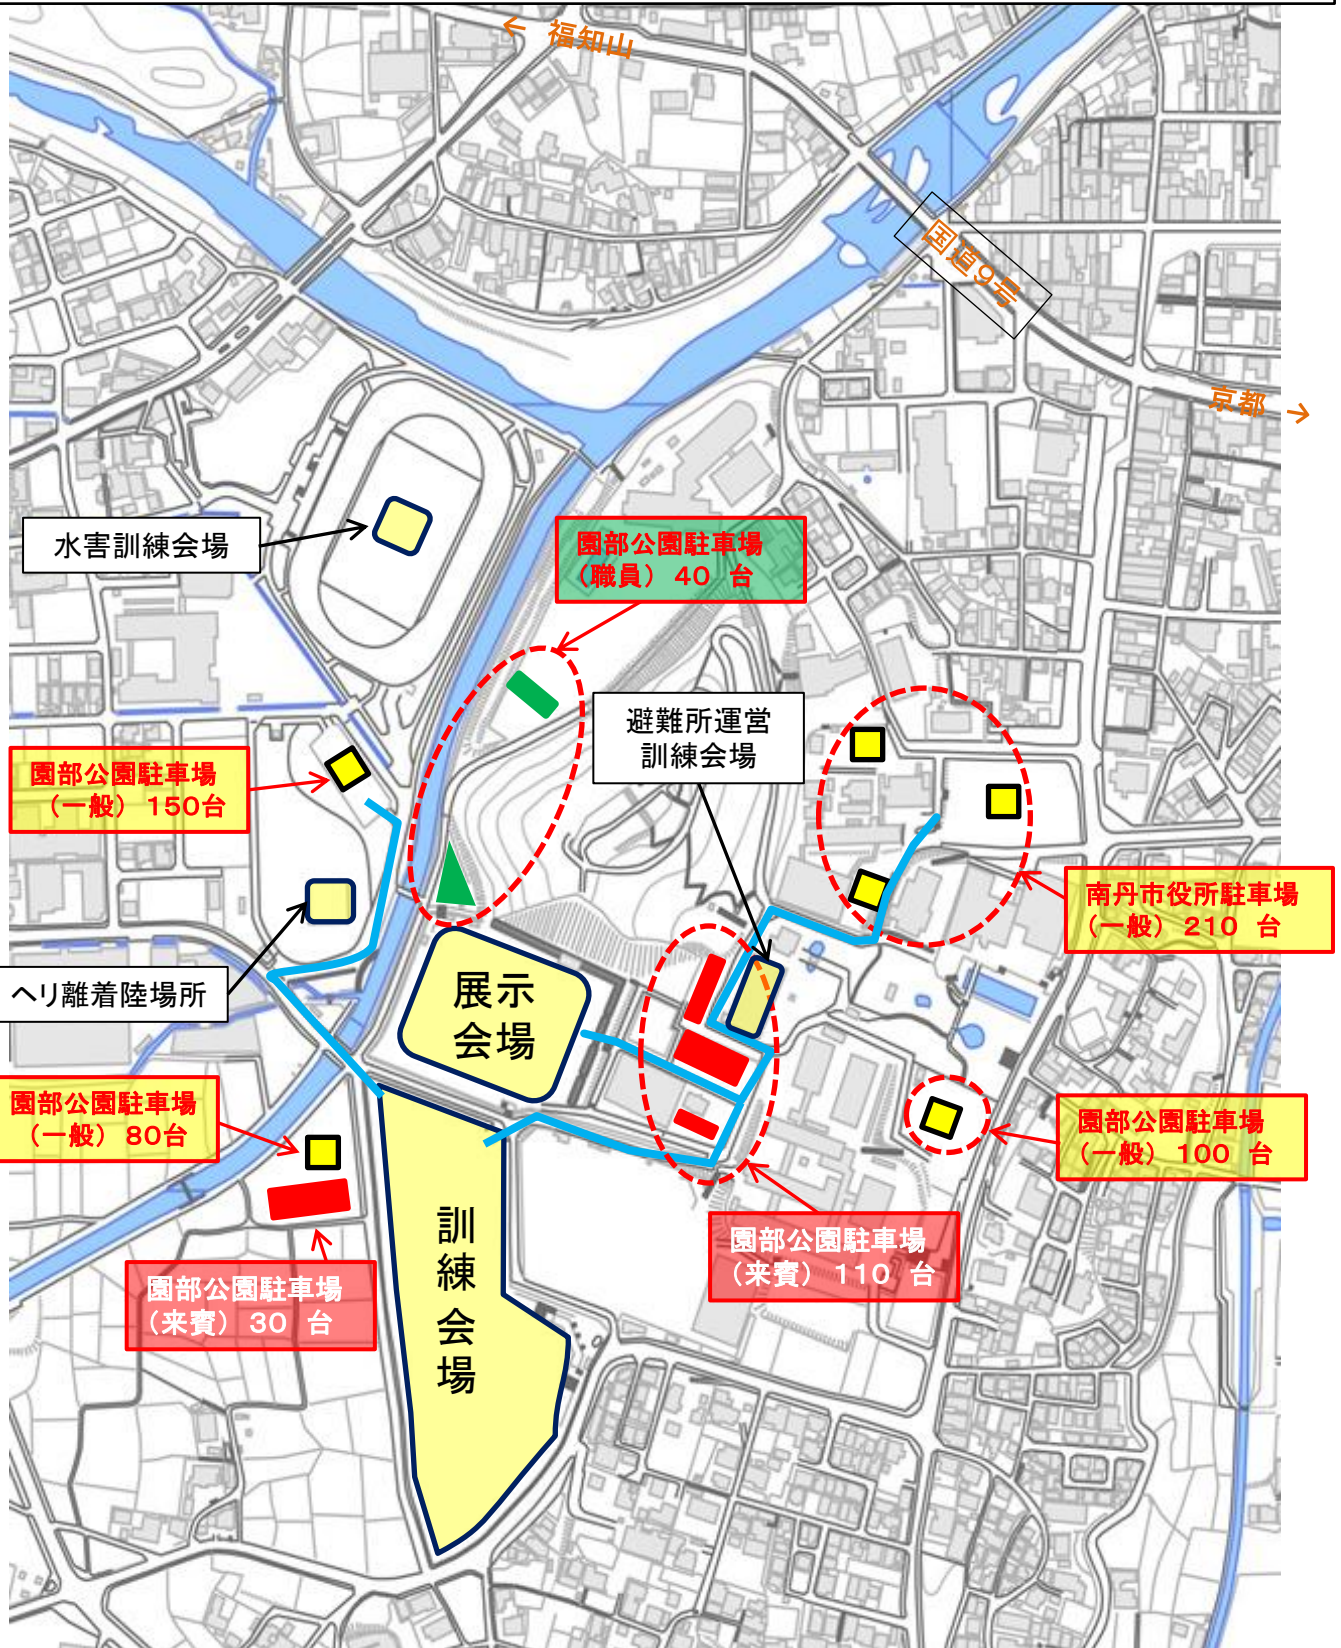 ← 福知山
国道9号
京都 →
水害訓練会場
園部公園駐車場
（職員） 40 台
避難所運営
訓練会場
園部公園駐車場
（一般） 150台
南丹市役所駐車場
（一般） 210 台
ヘリ離着陸場所
展示
会場
園部公園駐車場
（一般） 80台
園部公園駐車場
（一般） 100 台
訓練会場
園部公園駐車場
（来賓） 110 台
園部公園駐車場
（来賓） 30 台